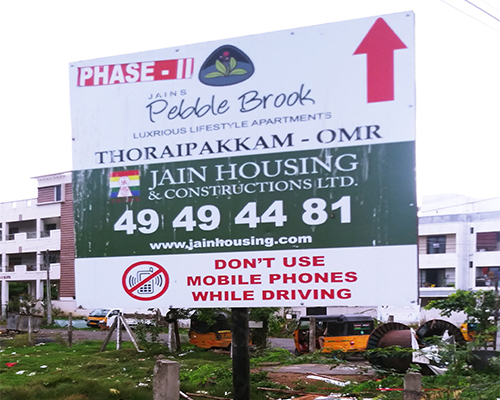 PHASE - II
JAINS
Pebble Brook
LUXRIOUS LIFESTYLE APARTMENTS
THORAIPAKKAM - OMR
JAIN HOUSING
& CONSTRUCTIONS LTD.
49 49 44 81
www.jainhousing.com
DON'T USE
MOBILE PHONES
WHILE DRIVING